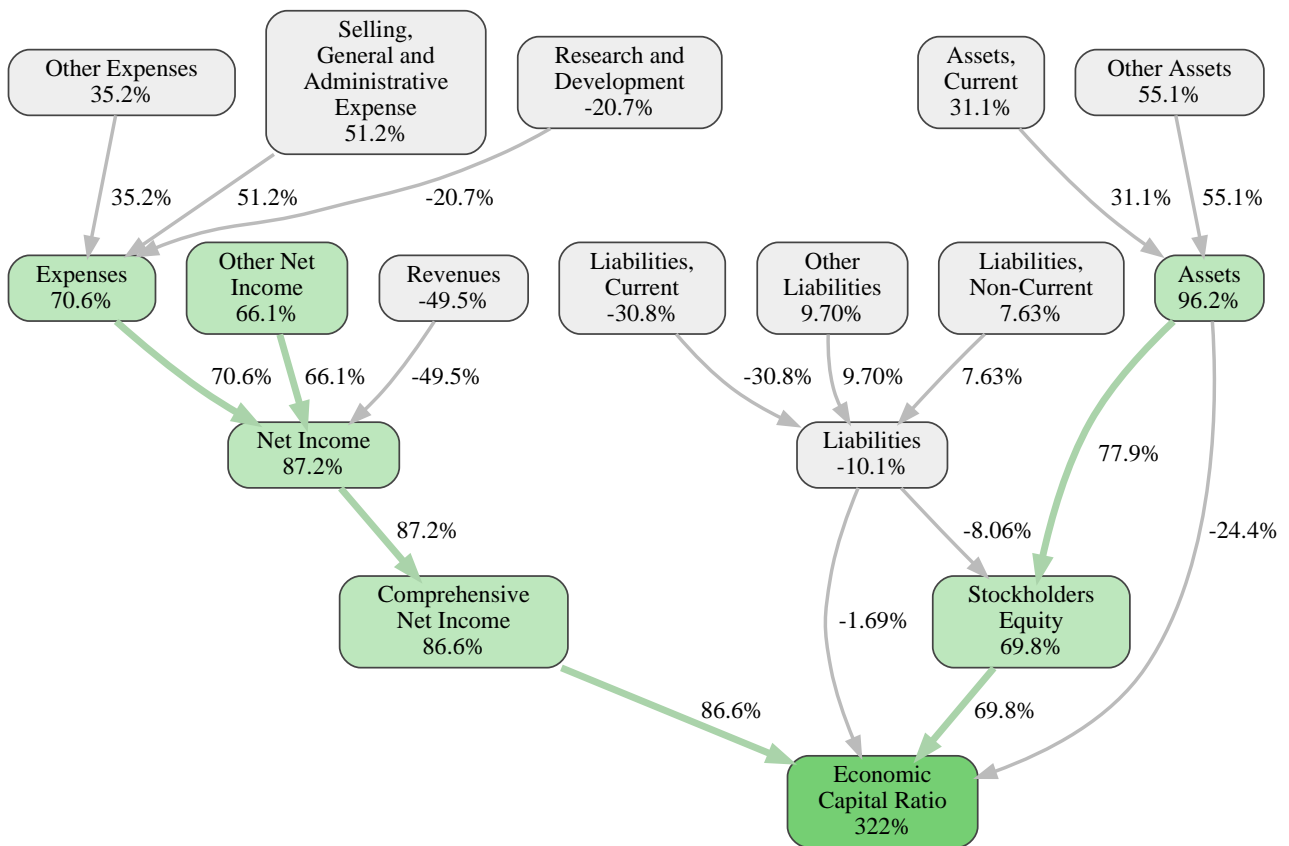 Other Expenses
35.2%
Selling,
General and
Administrative
Expense
51.2%
Research and
Development
-20.7%
Assets,
Current
31.1%
Other Assets
55.1%
35.2%
51.2%
-20.7%
31.1%
55.1%
Expenses
70.6%
Other Net
Income
66.1%
Revenues
-49.5%
Liabilities,
Current
-30.8%
Other
Liabilities
9.70%
Liabilities,
Non-Current
7.63%
Assets
96.2%
70.6%
66.1%
-49.5%
-30.8%
9.70%
7.63%
Net Income
87.2%
Liabilities
-10.1%
77.9%
87.2%
-8.06%
-24.4%
Comprehensive
Net Income
86.6%
-1.69%
Stockholders
Equity
69.8%
86.6%
69.8%
Economic
Capital Ratio
322%